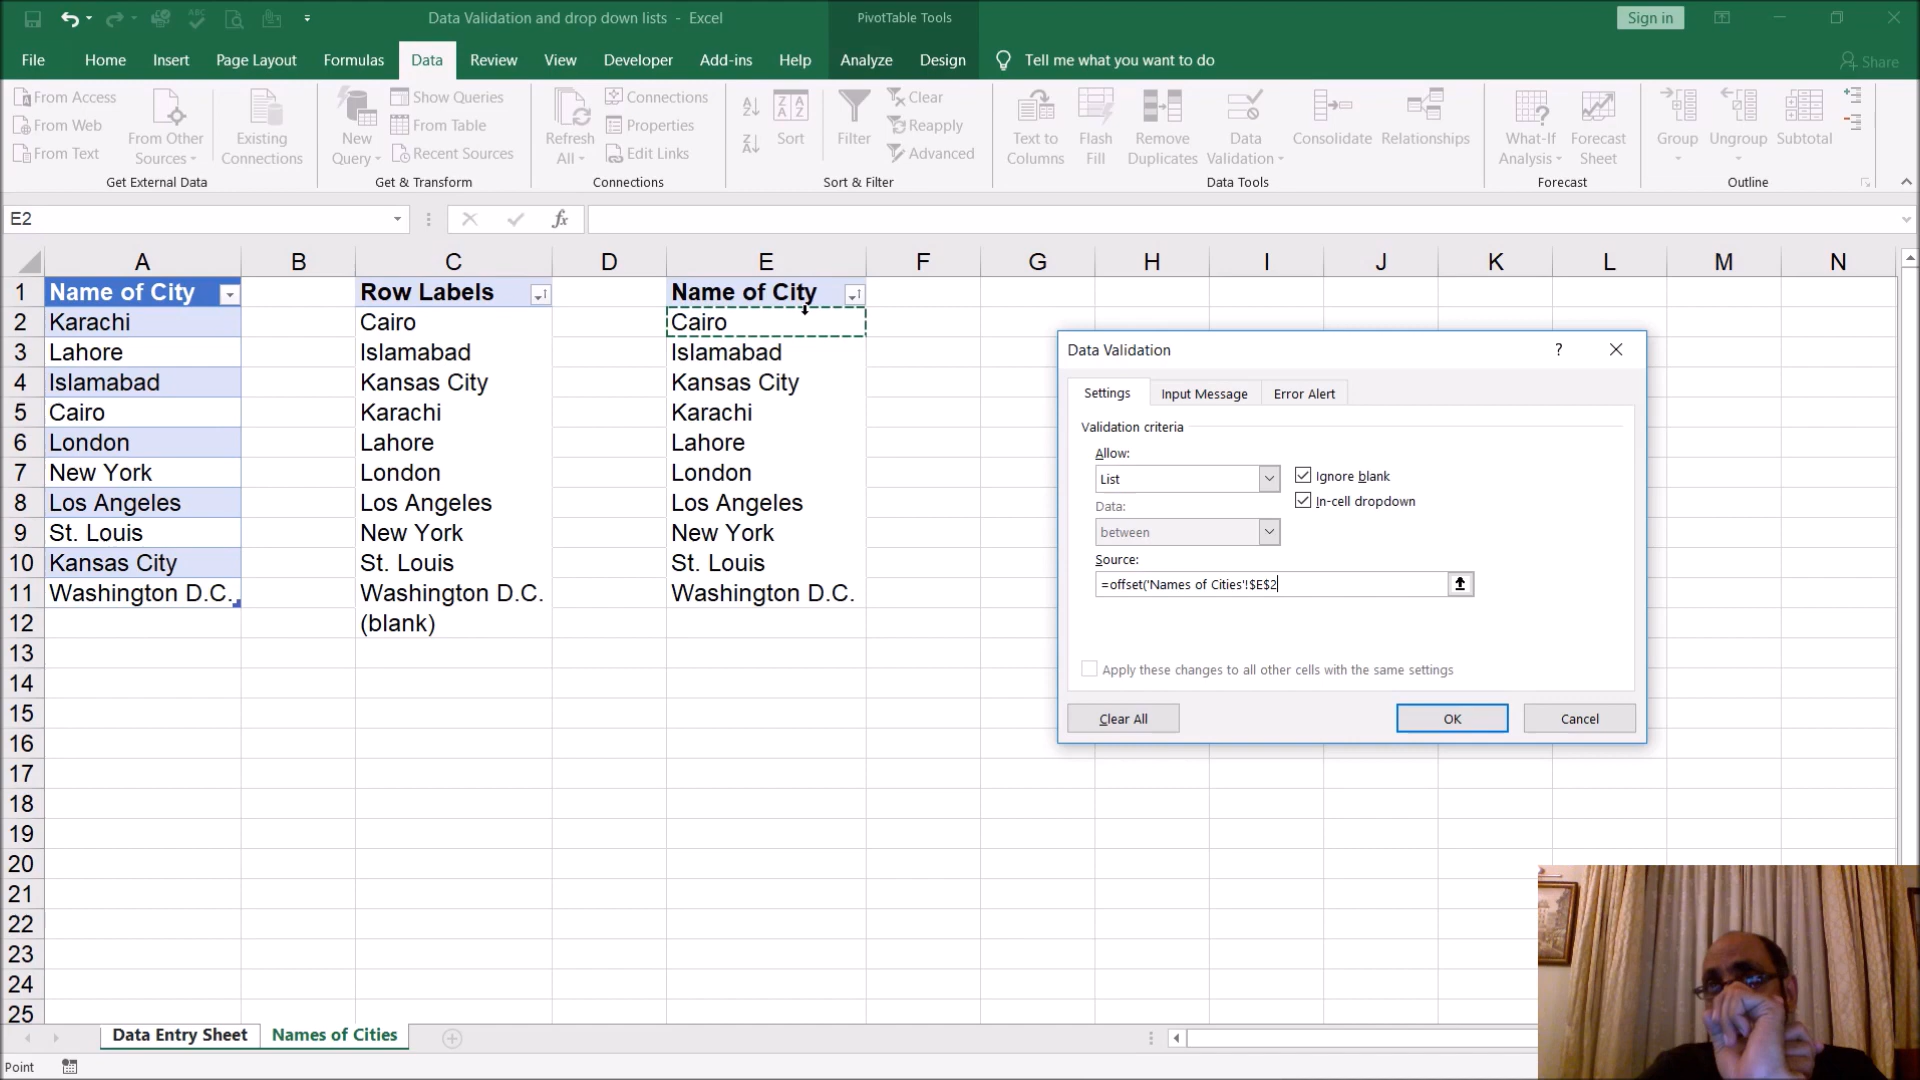 Data Validation and drop down lists - Excel
PivotTable Tools
Sign in
File Home Insert Page Layout Formulas Data Review View Developer Add-ins Help Analyze Design Tell me what you want to do Share
From Access
From Web
From Text
From Other Sources
Existing Connections
Get External Data
New Query
Show Queries
From Table
Recent Sources
Get & Transform
Refresh All
Connections
Properties
Edit Links
Connections
Sort
Filter
Clear
Reapply
Advanced
Sort & Filter
Text to Columns
Flash Fill
Remove Duplicates
Data Validation
Consolidate
Relationships
Data Tools
What-If Analysis
Forecast Sheet
Forecast
Group
Ungroup
Subtotal
Outline
E2
fx
A B C D E F G H I J K L M N
1 Name of City Row Labels Name of City
2 Karachi Cairo Cairo
3 Lahore Islamabad Islamabad
4 Islamabad Kansas City Kansas City
5 Cairo Karachi Karachi
6 London Lahore Lahore
7 New York London London
8 Los Angeles Los Angeles Los Angeles
9 St. Louis New York New York
10 Kansas City St. Louis St. Louis
11 Washington D.C. Washington D.C. Washington D.C.
12 (blank)
13
14
15
16
17
18
19
20
21
22
23
24
25
Data Validation ?
Settings Input Message Error Alert
Validation criteria
Allow:
List
Ignore blank
In-cell dropdown
Data:
between
Source:
=offset('Names of Cities'!$E$2
Apply these changes to all other cells with the same settings
Clear All OK Cancel
Data Entry Sheet Names of Cities
Point